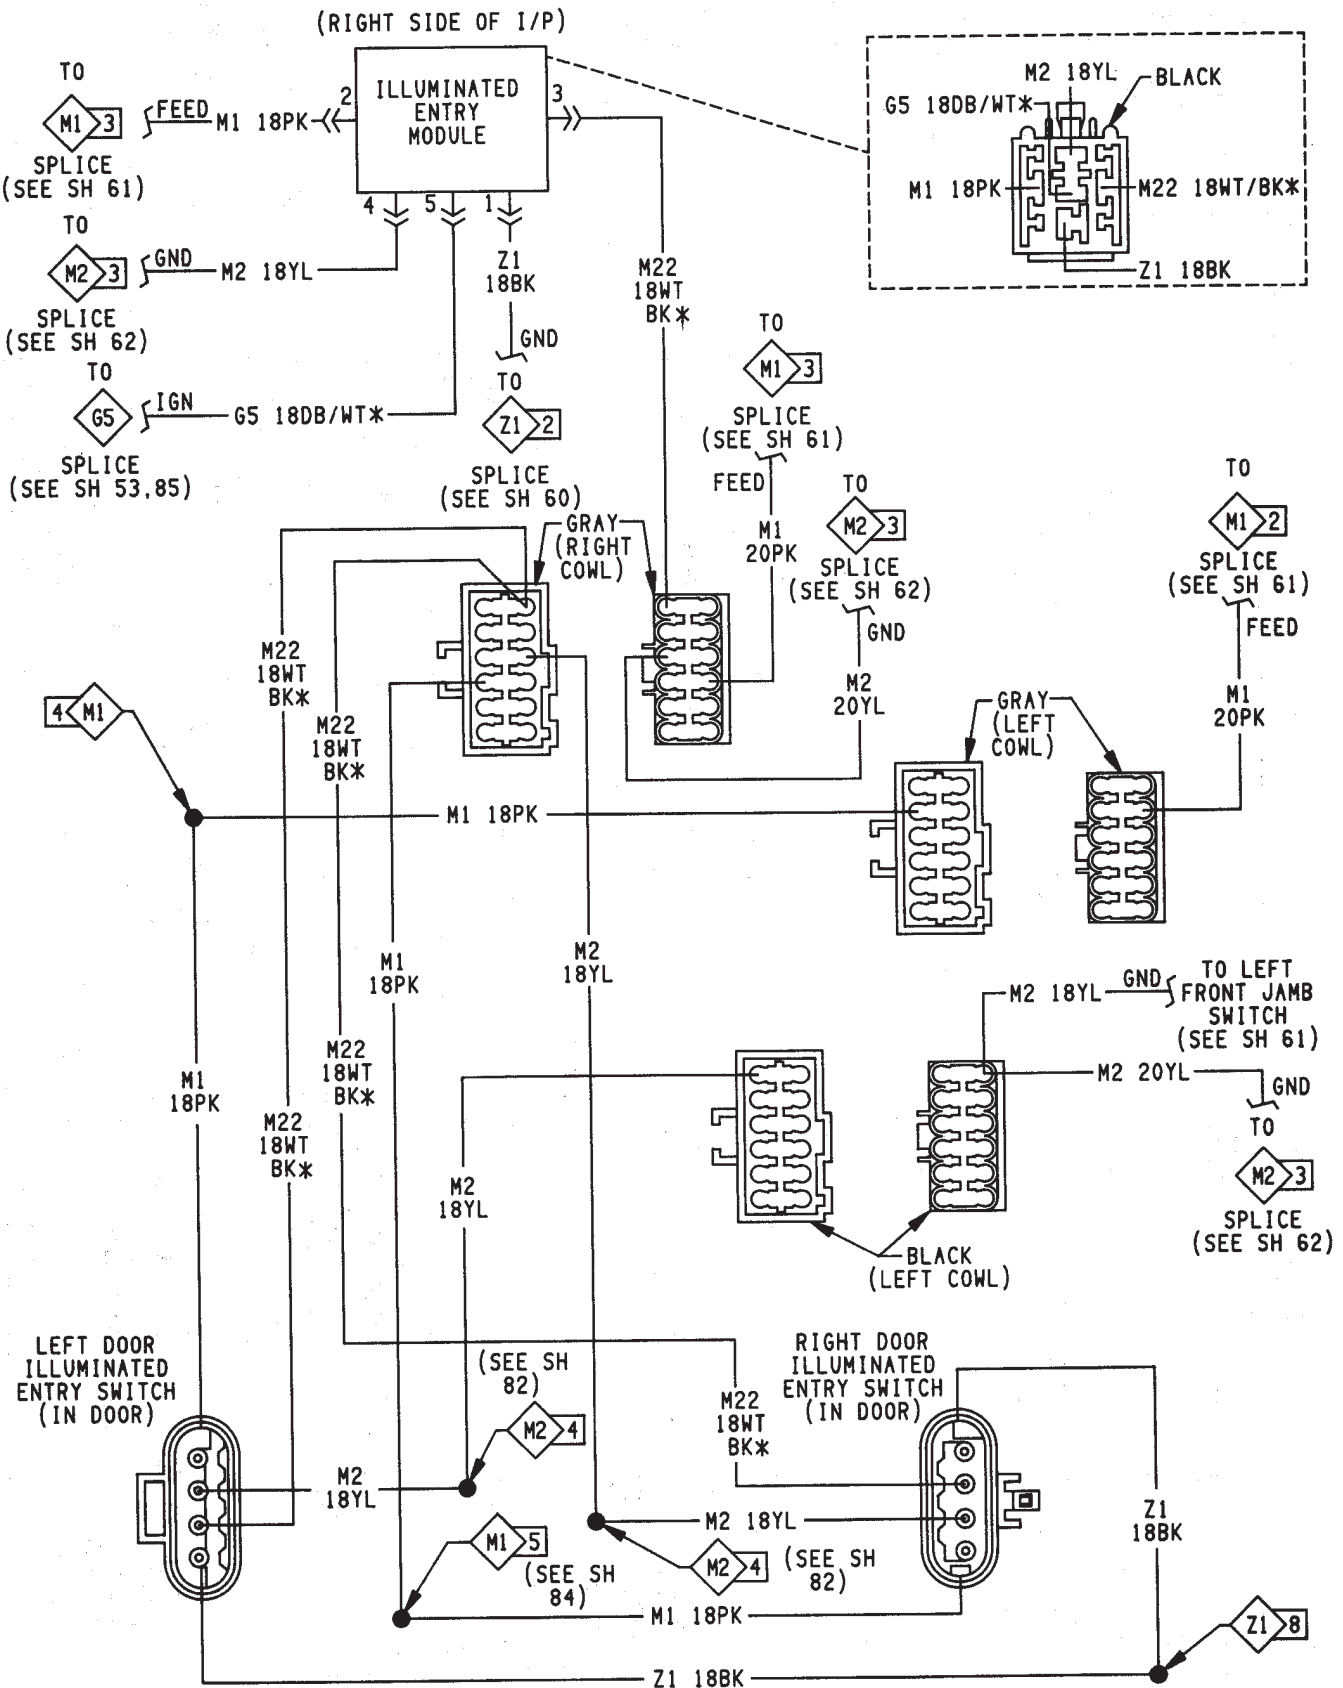 (RIGHT SIDE OF I/P)
TO
M1 3
SPLICE
(SEE SH 61)
FEED
M1 18PK
2
ILLUMINATED
ENTRY
MODULE
3
4
5
1
TO
M2 3
SPLICE
(SEE SH 62)
GND
M2 18YL
TO
G5
SPLICE
(SEE SH 53,85)
IGN
G5 18DB/WT*
Z1
18BK
GND
TO
Z1 2
SPLICE
(SEE SH 60)
M22
18WT
BK*
M2 18YL
BLACK
G5 18DB/WT*
M1 18PK
M22 18WT/BK*
Z1 18BK
TO
M1 3
SPLICE
(SEE SH 61)
FEED
M1
20PK
TO
M2 3
SPLICE
(SEE SH 62)
GND
M2
20YL
TO
M1 2
SPLICE
(SEE SH 61)
FEED
M1
20PK
GRAY
(RIGHT
COWL)
M22
18WT
BK*
M22
18WT
BK*
4 M1
GRAY
(LEFT
COWL)
M1 18PK
M1
18PK
M2
18YL
M2 18YL
GND
TO LEFT
FRONT JAMB
SWITCH
(SEE SH 61)
M2 20YL
GND
TO
M2 3
SPLICE
(SEE SH 62)
M1
18PK
M22
18WT
BK*
M22
18WT
BK*
M2
18YL
BLACK
(LEFT COWL)
LEFT DOOR
ILLUMINATED
ENTRY SWITCH
(IN DOOR)
(SEE SH
82)
M2 4
M22
18WT
BK*
RIGHT DOOR
ILLUMINATED
ENTRY SWITCH
(IN DOOR)
M2
18YL
M2 18YL
M1 5
(SEE SH
84)
M2 4
(SEE SH
82)
Z1
18BK
M1 18PK
Z1 8
Z1 18BK